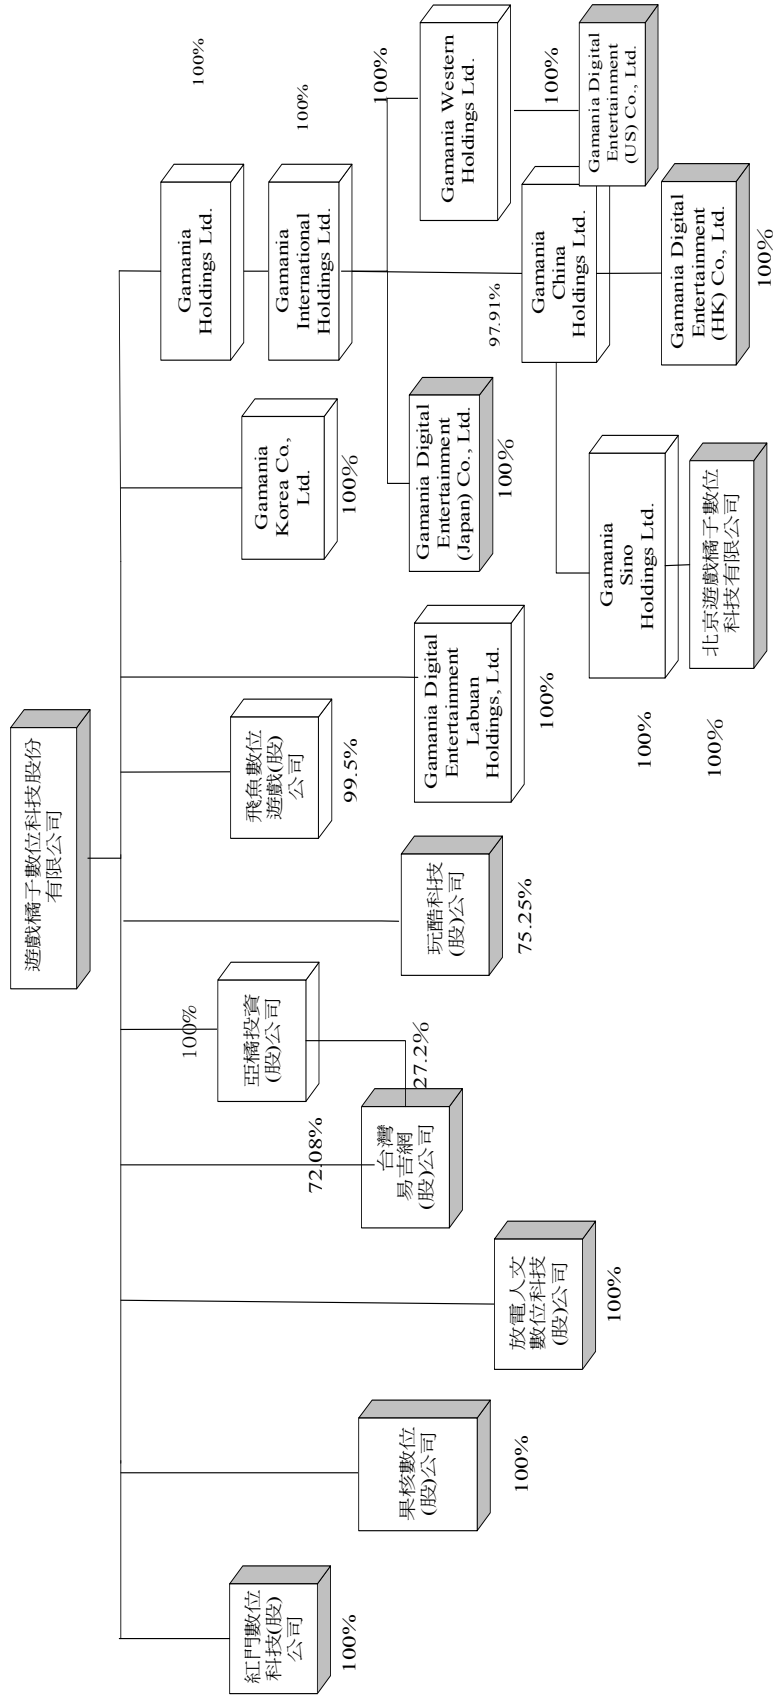 遊戲橘子數位科技股份
有限公司
紅門數位
科技(股)
公司
100%
果核數位
(股)公司
100%
放電人文
數位科技
(股)公司
100%
72.08%
台灣
易吉網
(股)公司
100%
亞橘投資
(股)公司
27.2%
玩酷科技
(股)公司
75.25%
飛魚數位
遊戲(股)
公司
99.5%
Gamania Digital
Entertainment
Labuan
Holdings, Ltd.
100%
Gamania
Korea Co.,
Ltd.
100%
Gamania
Holdings Ltd.
100%
Gamania
International
Holdings Ltd.
100%
Gamania Digital
Entertainment
(Japan) Co., Ltd.
100%
97.91%
Gamania
China
Holdings Ltd.
100%
Gamania Western
Holdings Ltd.
100%
Gamania Digital
Entertainment
(US) Co., Ltd.
Gamania
Sino
Holdings Ltd.
100%
北京遊戲橘子數位
科技有限公司
100%
Gamania Digital
Entertainment
(HK) Co., Ltd.
100%